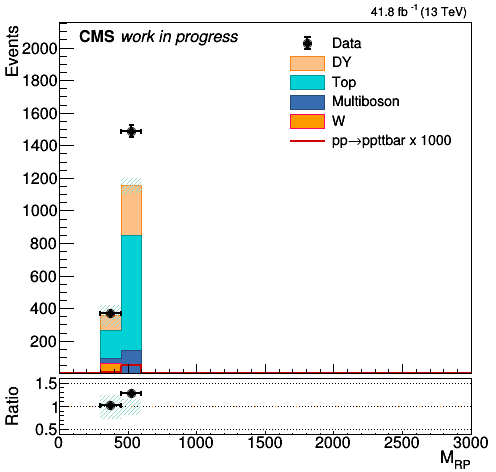 41.8 fb⁻¹ (13 TeV)
CMS work in progress
Events
2000
1800
1600
1400
1200
1000
800
600
400
200
Data
DY
Top
Multiboson
W
pp→ppttbar x 1000
Ratio
1.5
1
0.5
0 500 1000 1500 2000 2500 3000
M_RP